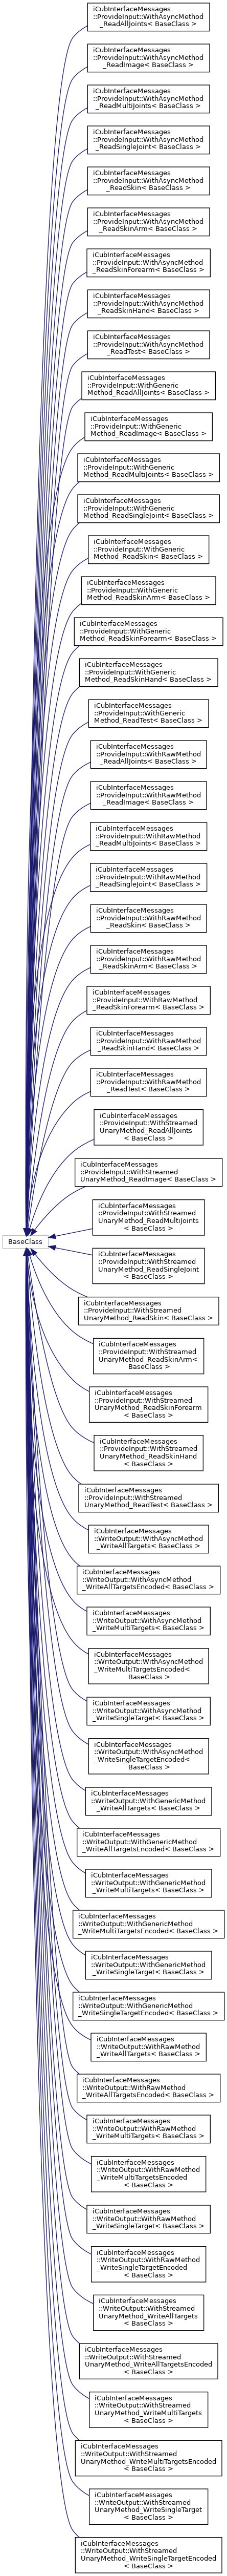 iCubInterfaceMessages
::ProvideInput::WithAsyncMethod
_ReadAllJoints< BaseClass >
iCubInterfaceMessages
::ProvideInput::WithAsyncMethod
_ReadImage< BaseClass >
iCubInterfaceMessages
::ProvideInput::WithAsyncMethod
_ReadMultiJoints< BaseClass >
iCubInterfaceMessages
::ProvideInput::WithAsyncMethod
_ReadSingleJoint< BaseClass >
iCubInterfaceMessages
::ProvideInput::WithAsyncMethod
_ReadSkin< BaseClass >
iCubInterfaceMessages
::ProvideInput::WithAsyncMethod
_ReadSkinArm< BaseClass >
iCubInterfaceMessages
::ProvideInput::WithAsyncMethod
_ReadSkinForearm< BaseClass >
iCubInterfaceMessages
::ProvideInput::WithAsyncMethod
_ReadSkinHand< BaseClass >
iCubInterfaceMessages
::ProvideInput::WithAsyncMethod
_ReadTest< BaseClass >
iCubInterfaceMessages
::ProvideInput::WithGeneric
Method_ReadAllJoints< BaseClass >
iCubInterfaceMessages
::ProvideInput::WithGeneric
Method_ReadImage< BaseClass >
iCubInterfaceMessages
::ProvideInput::WithGeneric
Method_ReadMultiJoints< BaseClass >
iCubInterfaceMessages
::ProvideInput::WithGeneric
Method_ReadSingleJoint< BaseClass >
iCubInterfaceMessages
::ProvideInput::WithGeneric
Method_ReadSkin< BaseClass >
iCubInterfaceMessages
::ProvideInput::WithGeneric
Method_ReadSkinArm< BaseClass >
iCubInterfaceMessages
::ProvideInput::WithGeneric
Method_ReadSkinForearm< BaseClass >
iCubInterfaceMessages
::ProvideInput::WithGeneric
Method_ReadSkinHand< BaseClass >
iCubInterfaceMessages
::ProvideInput::WithGeneric
Method_ReadTest< BaseClass >
iCubInterfaceMessages
::ProvideInput::WithRawMethod
_ReadAllJoints< BaseClass >
iCubInterfaceMessages
::ProvideInput::WithRawMethod
_ReadImage< BaseClass >
iCubInterfaceMessages
::ProvideInput::WithRawMethod
_ReadMultiJoints< BaseClass >
iCubInterfaceMessages
::ProvideInput::WithRawMethod
_ReadSingleJoint< BaseClass >
iCubInterfaceMessages
::ProvideInput::WithRawMethod
_ReadSkin< BaseClass >
iCubInterfaceMessages
::ProvideInput::WithRawMethod
_ReadSkinArm< BaseClass >
iCubInterfaceMessages
::ProvideInput::WithRawMethod
_ReadSkinForearm< BaseClass >
iCubInterfaceMessages
::ProvideInput::WithRawMethod
_ReadSkinHand< BaseClass >
iCubInterfaceMessages
::ProvideInput::WithRawMethod
_ReadTest< BaseClass >
iCubInterfaceMessages
::ProvideInput::WithStreamed
UnaryMethod_ReadAllJoints
< BaseClass >
iCubInterfaceMessages
::ProvideInput::WithStreamed
UnaryMethod_ReadImage< BaseClass >
iCubInterfaceMessages
::ProvideInput::WithStreamed
UnaryMethod_ReadMultiJoints
< BaseClass >
BaseClass
iCubInterfaceMessages
::ProvideInput::WithStreamed
UnaryMethod_ReadSingleJoint
< BaseClass >
iCubInterfaceMessages
::ProvideInput::WithStreamed
UnaryMethod_ReadSkin< BaseClass >
iCubInterfaceMessages
::ProvideInput::WithStreamed
UnaryMethod_ReadSkinArm<
BaseClass >
iCubInterfaceMessages
::ProvideInput::WithStreamed
UnaryMethod_ReadSkinForearm
< BaseClass >
iCubInterfaceMessages
::ProvideInput::WithStreamed
UnaryMethod_ReadSkinHand
< BaseClass >
iCubInterfaceMessages
::ProvideInput::WithStreamed
UnaryMethod_ReadTest< BaseClass >
iCubInterfaceMessages
::WriteOutput::WithAsyncMethod
_WriteAllTargets< BaseClass >
iCubInterfaceMessages
::WriteOutput::WithAsyncMethod
_WriteAllTargetsEncoded< BaseClass >
iCubInterfaceMessages
::WriteOutput::WithAsyncMethod
_WriteMultiTargets< BaseClass >
iCubInterfaceMessages
::WriteOutput::WithAsyncMethod
_WriteMultiTargetsEncoded<
BaseClass >
iCubInterfaceMessages
::WriteOutput::WithAsyncMethod
_WriteSingleTarget< BaseClass >
iCubInterfaceMessages
::WriteOutput::WithAsyncMethod
_WriteSingleTargetEncoded<
BaseClass >
iCubInterfaceMessages
::WriteOutput::WithGenericMethod
_WriteAllTargets< BaseClass >
iCubInterfaceMessages
::WriteOutput::WithGenericMethod
_WriteAllTargetsEncoded< BaseClass >
iCubInterfaceMessages
::WriteOutput::WithGenericMethod
_WriteMultiTargets< BaseClass >
iCubInterfaceMessages
::WriteOutput::WithGenericMethod
_WriteMultiTargetsEncoded< BaseClass >
iCubInterfaceMessages
::WriteOutput::WithGenericMethod
_WriteSingleTarget< BaseClass >
iCubInterfaceMessages
::WriteOutput::WithGenericMethod
_WriteSingleTargetEncoded< BaseClass >
iCubInterfaceMessages
::WriteOutput::WithRawMethod
_WriteAllTargets< BaseClass >
iCubInterfaceMessages
::WriteOutput::WithRawMethod
_WriteAllTargetsEncoded< BaseClass >
iCubInterfaceMessages
::WriteOutput::WithRawMethod
_WriteMultiTargets< BaseClass >
iCubInterfaceMessages
::WriteOutput::WithRawMethod
_WriteMultiTargetsEncoded
< BaseClass >
iCubInterfaceMessages
::WriteOutput::WithRawMethod
_WriteSingleTarget< BaseClass >
iCubInterfaceMessages
::WriteOutput::WithRawMethod
_WriteSingleTargetEncoded
< BaseClass >
iCubInterfaceMessages
::WriteOutput::WithStreamed
UnaryMethod_WriteAllTargets
< BaseClass >
iCubInterfaceMessages
::WriteOutput::WithStreamed
UnaryMethod_WriteAllTargetsEncoded
< BaseClass >
iCubInterfaceMessages
::WriteOutput::WithStreamed
UnaryMethod_WriteMultiTargets
< BaseClass >
iCubInterfaceMessages
::WriteOutput::WithStreamed
UnaryMethod_WriteMultiTargetsEncoded
< BaseClass >
iCubInterfaceMessages
::WriteOutput::WithStreamed
UnaryMethod_WriteSingleTarget
< BaseClass >
iCubInterfaceMessages
::WriteOutput::WithStreamed
UnaryMethod_WriteSingleTargetEncoded
< BaseClass >